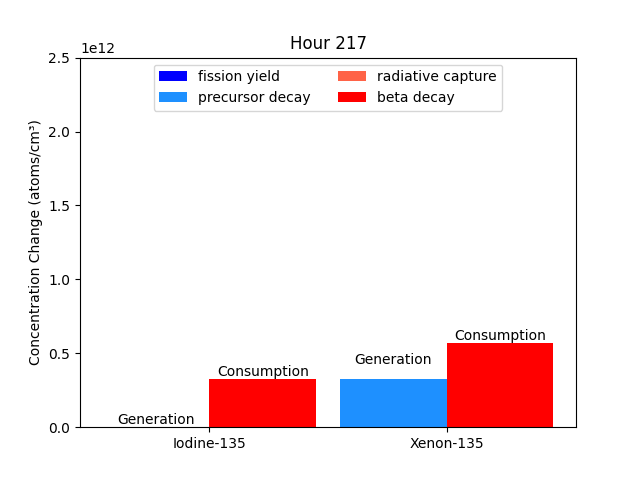 Hour 217
1e12
fission yield
precursor decay
radiative capture
beta decay
Concentration Change (atoms/cm³)
2.5
2.0
1.5
1.0
0.5
0.0
Generation
Consumption
Generation
Consumption
Iodine-135
Xenon-135